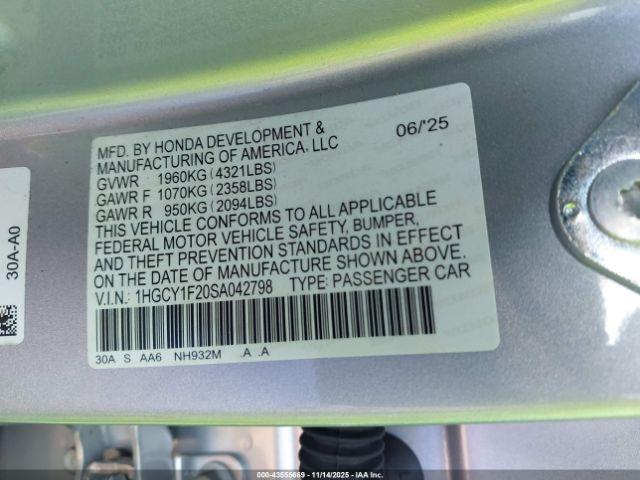 MFD. BY HONDA DEVELOPMENT & 06/'25
MANUFACTURING OF AMERICA, LLC
GVWR 1960KG (4321LBS)
GAWR F 1070KG (2358LBS)
GAWR R 950KG (2094LBS)
THIS VEHICLE CONFORMS TO ALL APPLICABLE
FEDERAL MOTOR VEHICLE SAFETY, BUMPER,
AND THEFT PREVENTION STANDARDS IN EFFECT
ON THE DATE OF MANUFACTURE SHOWN ABOVE.
V.I.N.: 1HGCY1F20SA042798 TYPE: PASSENGER CAR
30A S AA6 NH932M .A .A
30A-A0
000-43555669 11/14/2025 IAA Inc.